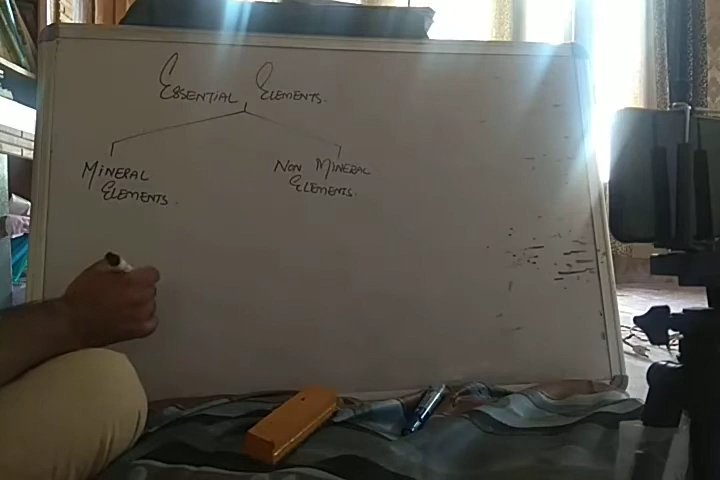 Essential Elements.
Mineral
Elements.
Non Mineral
Elements.